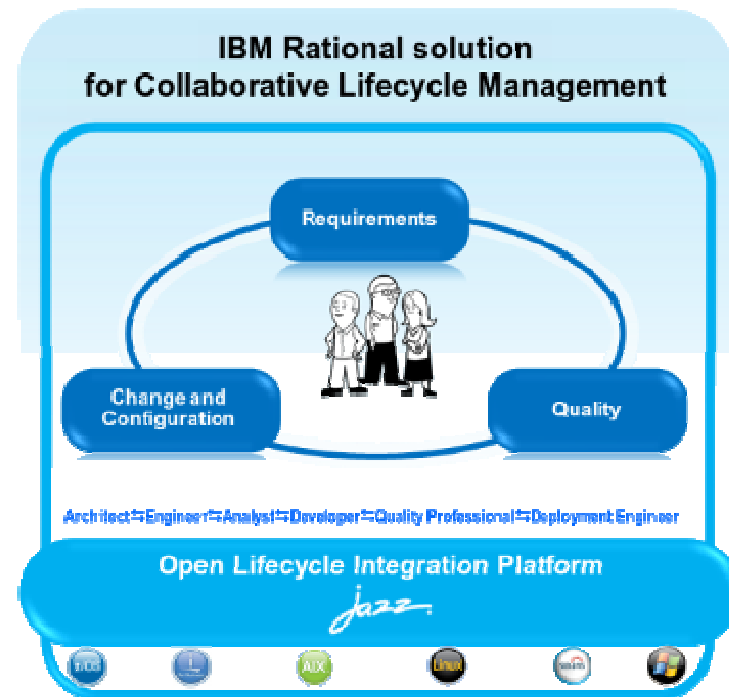 IBM Rational solution
for Collaborative Lifecycle Management
Requirements
Change and
Configuration
Quality
Architect⇆Engineer⇆Analyst⇆Developer⇆Quality Professional⇆Deployment Engineer
Open Lifecycle Integration Platform
jazz
AIX
Linux